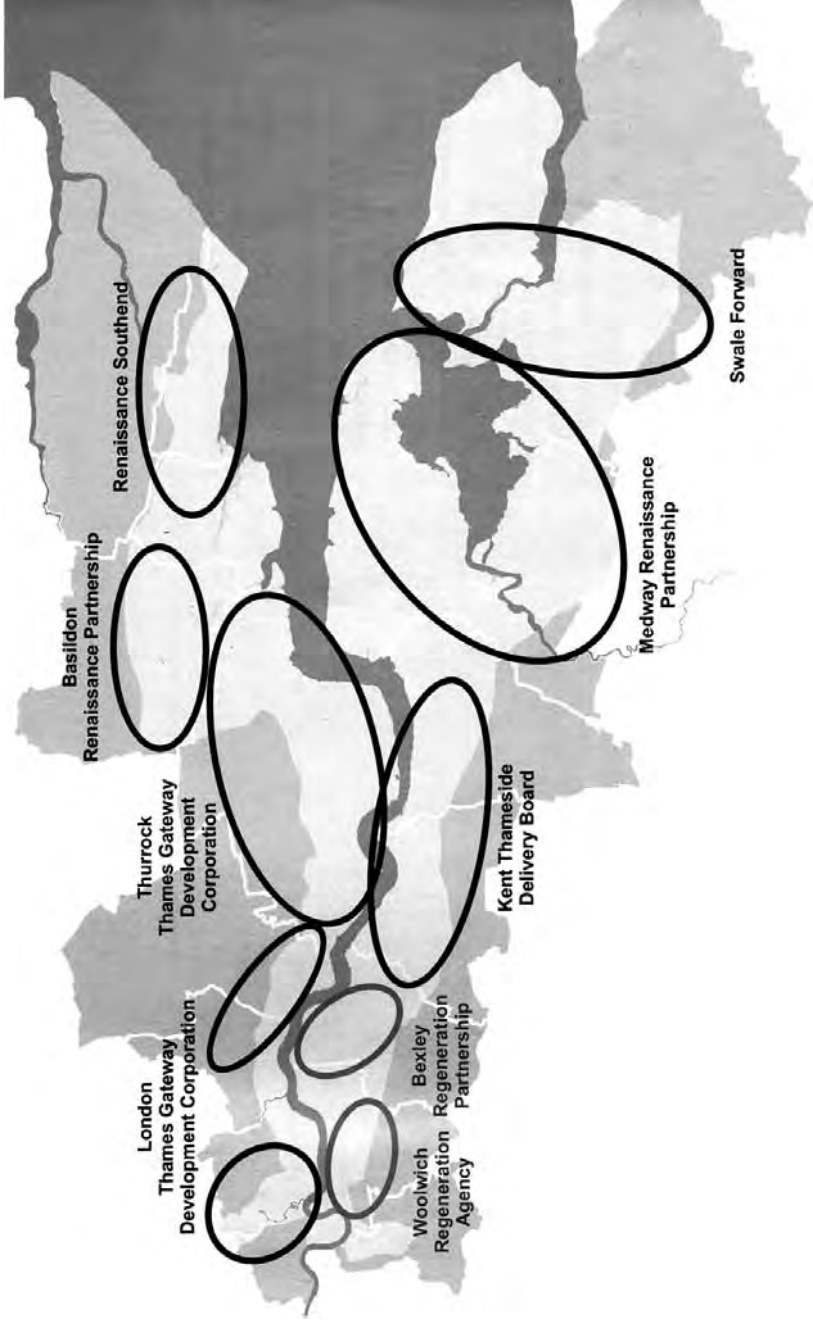 London
Thames Gateway
Development Corporation
Thurrock
Thames Gateway
Development
Corporation
Basildon
Renaissance Partnership
Renaissance Southend
Woolwich
Regeneration
Agency
Bexley
Regeneration
Partnership
Kent Thameside
Delivery Board
Medway Renaissance
Partnership
Swale Forward